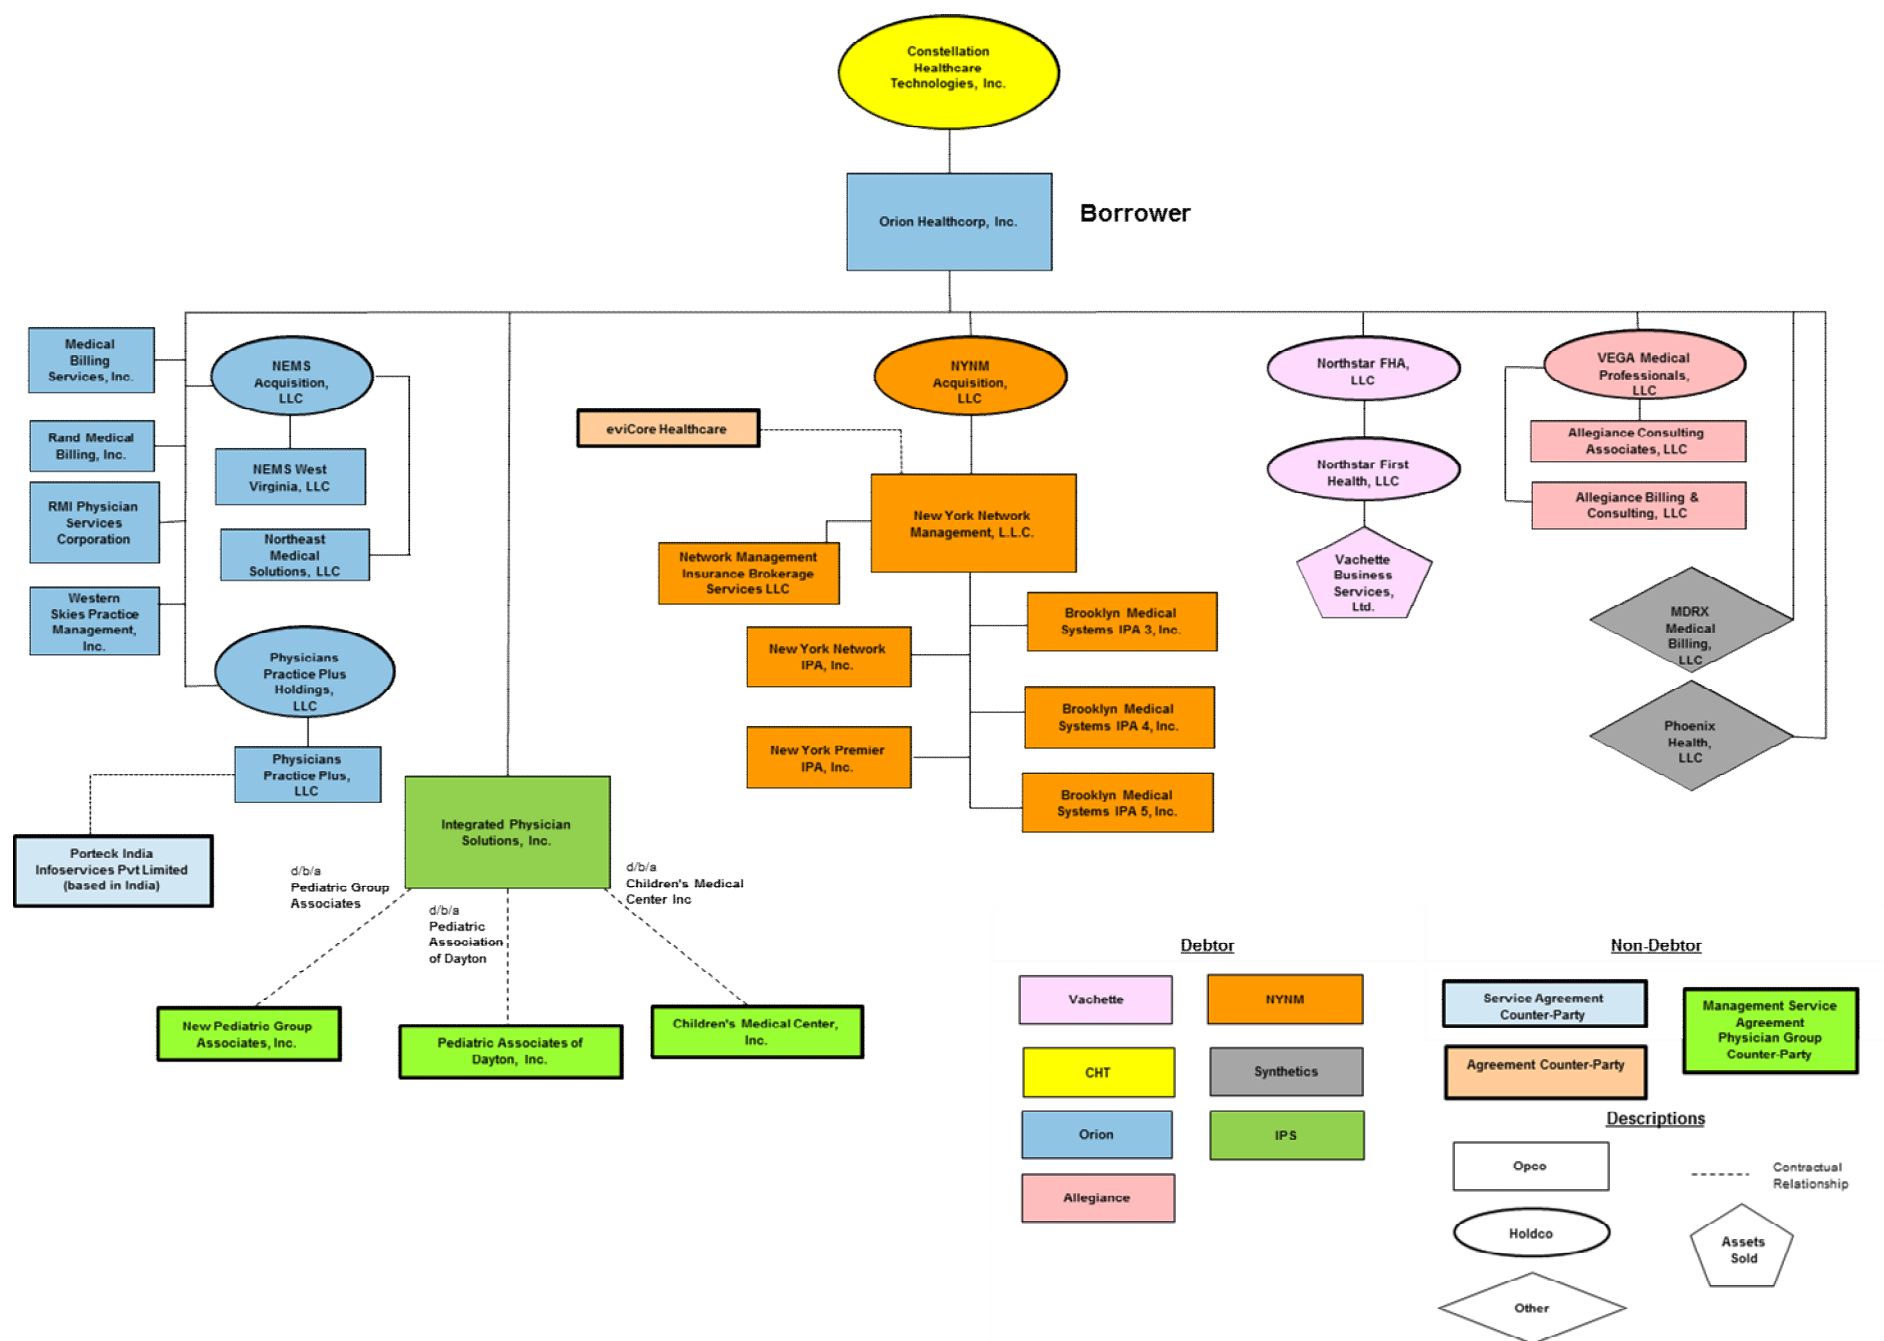 Constellation
Healthcare
Technologies, Inc.
Orion Healthcorp, Inc.
Borrower
Medical
Billing
Services, Inc.
Rand Medical
Billing, Inc.
RMI Physician
Services
Corporation
Western
Skies Practice
Management,
Inc.
NEMS
Acquisition,
LLC
NEMS West
Virginia, LLC
Northeast
Medical
Solutions, LLC
Physicians
Practice Plus
Holdings,
LLC
Physicians
Practice Plus,
LLC
Porteck India
Infoservices Pvt Limited
(based in India)
Integrated Physician
Solutions, Inc.
d/b/a
Pediatric Group
Associates
d/b/a
Pediatric
Association
of Dayton
d/b/a
Children's Medical
Center Inc
New Pediatric Group
Associates, Inc.
Pediatric Associates of
Dayton, Inc.
Children's Medical Center,
Inc.
eviCore Healthcare
NYNM
Acquisition,
LLC
New York Network
Management, L.L.C.
Network Management
Insurance Brokerage
Services LLC
New York Network
IPA, Inc.
New York Premier
IPA, Inc.
Brooklyn Medical
Systems IPA 3, Inc.
Brooklyn Medical
Systems IPA 4, Inc.
Brooklyn Medical
Systems IPA 5, Inc.
Northstar FHA,
LLC
Northstar First
Health, LLC
Vachette
Business
Services,
Ltd.
VEGA Medical
Professionals,
LLC
Allegiance Consulting
Associates, LLC
Allegiance Billing &
Consulting, LLC
MDRX
Medical
Billing,
LLC
Phoenix
Health,
LLC
Debtor
Vachette
NYNM
CHT
Synthetics
Orion
IPS
Allegiance
Non-Debtor
Service Agreement
Counter-Party
Management Service
Agreement
Physician Group
Counter-Party
Agreement Counter-Party
Descriptions
Opco
Contractual
Relationship
Holdco
Assets
Sold
Other